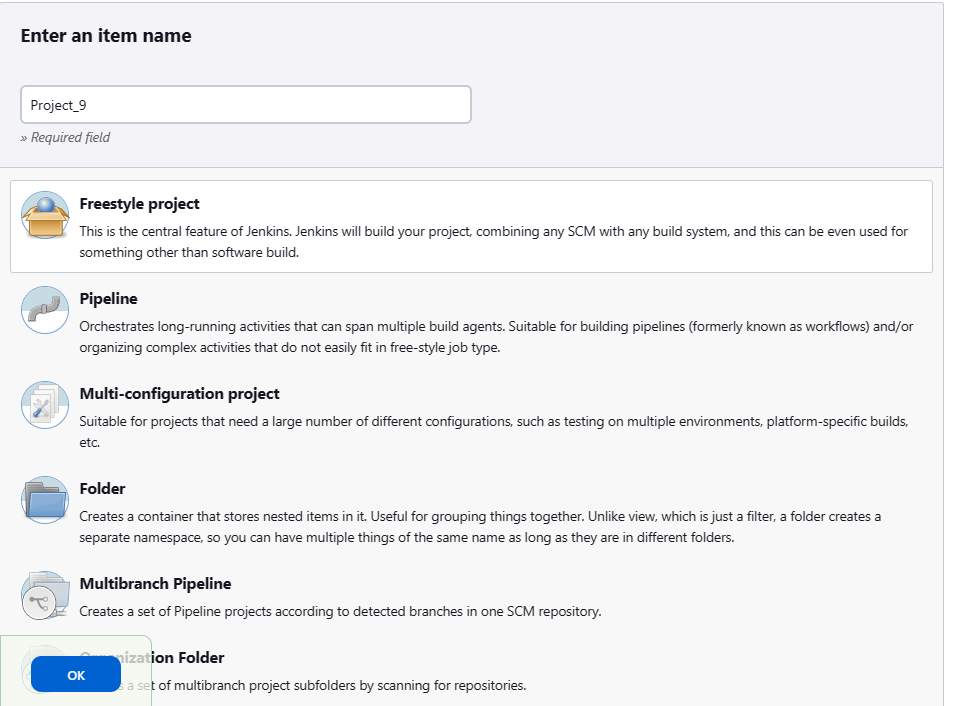 Enter an item name
Project_9
» Required field
Freestyle project
This is the central feature of Jenkins. Jenkins will build your project, combining any SCM with any build system, and this can be even used for
something other than software build.
Pipeline
Orchestrates long-running activities that can span multiple build agents. Suitable for building pipelines (formerly known as workflows) and/or
organizing complex activities that do not easily fit in free-style job type.
Multi-configuration project
Suitable for projects that need a large number of different configurations, such as testing on multiple environments, platform-specific builds,
etc.
Folder
Creates a container that stores nested items in it. Useful for grouping things together. Unlike view, which is just a filter, a folder creates a
separate namespace, so you can have multiple things of the same name as long as they are in different folders.
Multibranch Pipeline
Creates a set of Pipeline projects according to detected branches in one SCM repository.
Organization Folder
a set of multibranch project subfolders by scanning for repositories.
OK